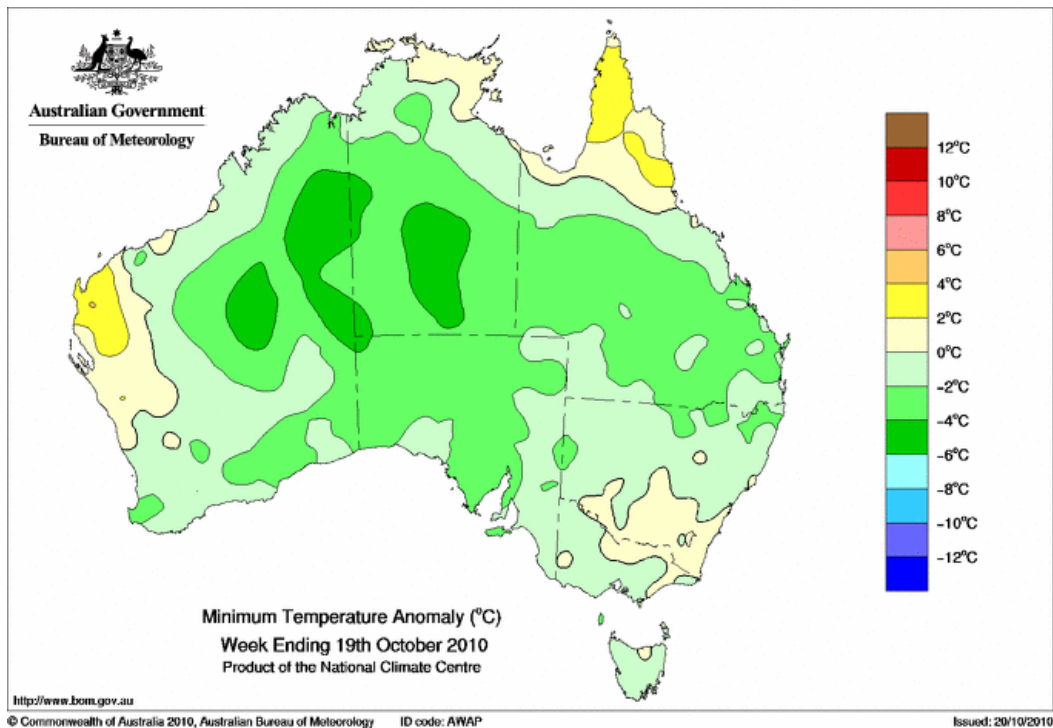 Australian Government
Bureau of Meteorology
12°C
10°C
8°C
6°C
4°C
2°C
0°C
-2°C
-4°C
-6°C
-8°C
-10°C
-12°C
Minimum Temperature Anomaly (°C)
Week Ending 19th October 2010
Product of the National Climate Centre
http://www.bom.gov.au
© Commonwealth of Australia 2010, Australian Bureau of Meteorology ID code: AWAP Issued: 20/10/2010